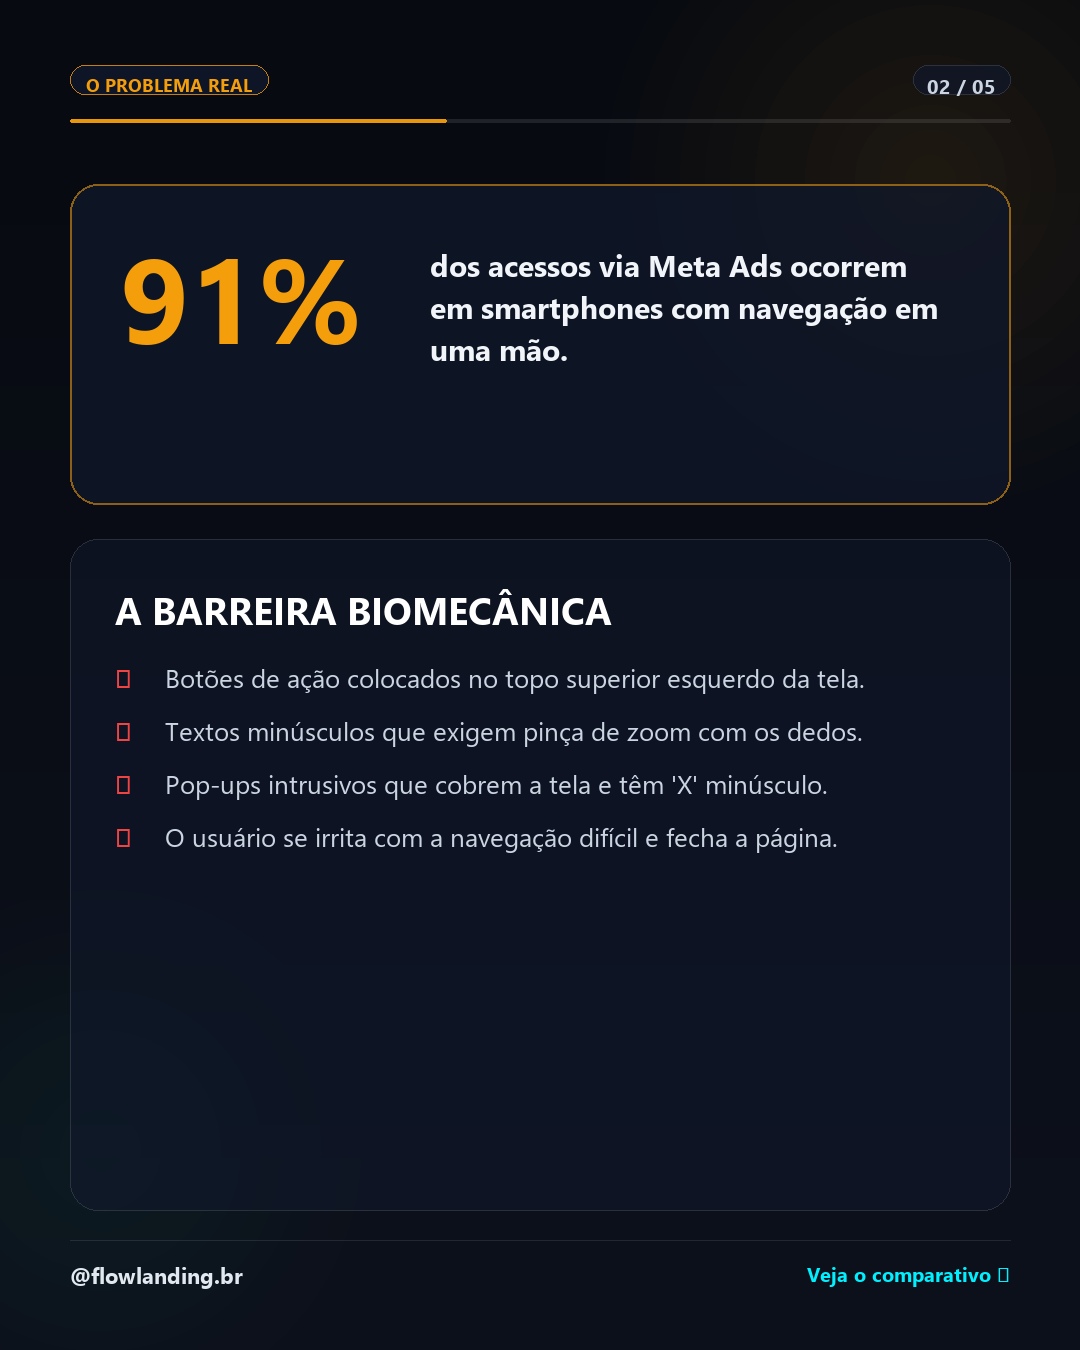 O PROBLEMA REAL
02 / 05
91%
dos acessos via Meta Ads ocorrem
em smartphones com navegação em
uma mão.
A BARREIRA BIOMECÂNICA
Botões de ação colocados no topo superior esquerdo da tela.
Textos minúsculos que exigem pinça de zoom com os dedos.
Pop-ups intrusivos que cobrem a tela e têm 'X' minúsculo.
O usuário se irrita com a navegação difícil e fecha a página.
@flowlanding.br
Veja o comparativo